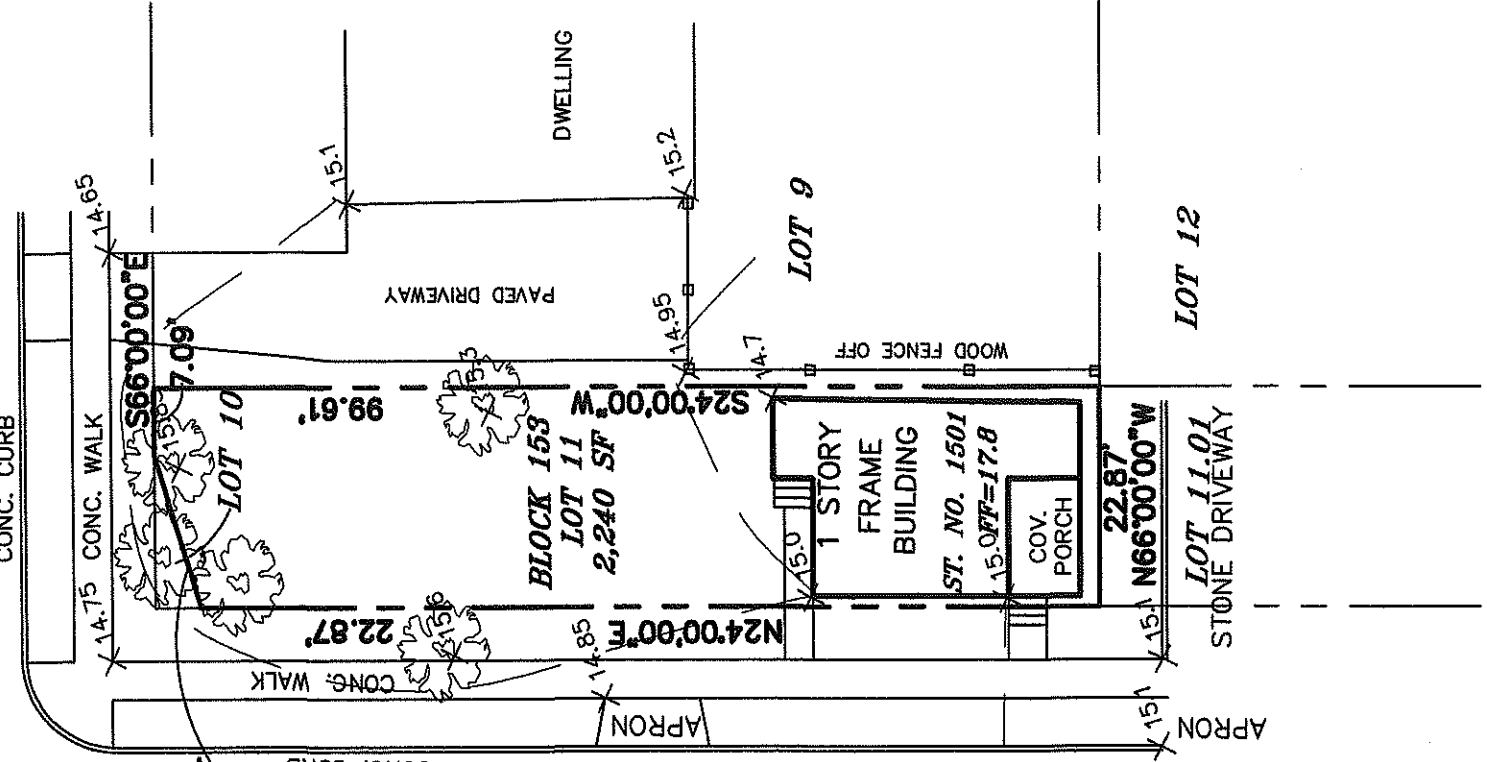 CONC. CURB
CONC. WALK
14.75
14.65
S66°00'00"E
7.09'
LOT 10
15.1
DWELLING
15.2
PAVED DRIVEWAY
LOT 9
14.95
14.7
WOOD FENCE OFF
LOT 12
99.61'
S24°00'00"W
BLOCK 153
LOT 11
2,240 SF
22.87'
N24°00'00"E
CONC. WALK
14.85
APRON
15.0
1 STORY
FRAME
BUILDING
ST. NO. 1501
FF=17.8
15.0
COV.
PORCH
22.87'
N66°00'00"W
LOT 11.01
STONE DRIVEWAY
15.1
15.1
APRON